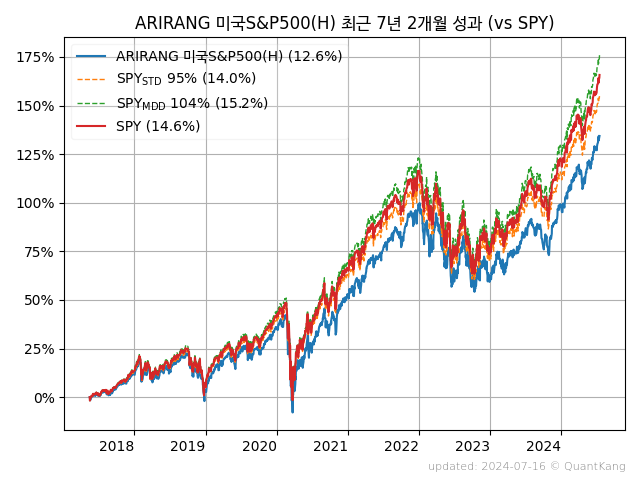 ARIRANG 미국S&P500(H) 최근 7년 2개월 성과 (vs SPY)
ARIRANG 미국S&P500(H) (12.6%)
SPY_STD 95% (14.0%)
SPY_MDD 104% (15.2%)
SPY (14.6%)
175%
150%
125%
100%
75%
50%
25%
0%
2018 2019 2020 2021 2022 2023 2024
updated: 2024-07-16 © QuantKang